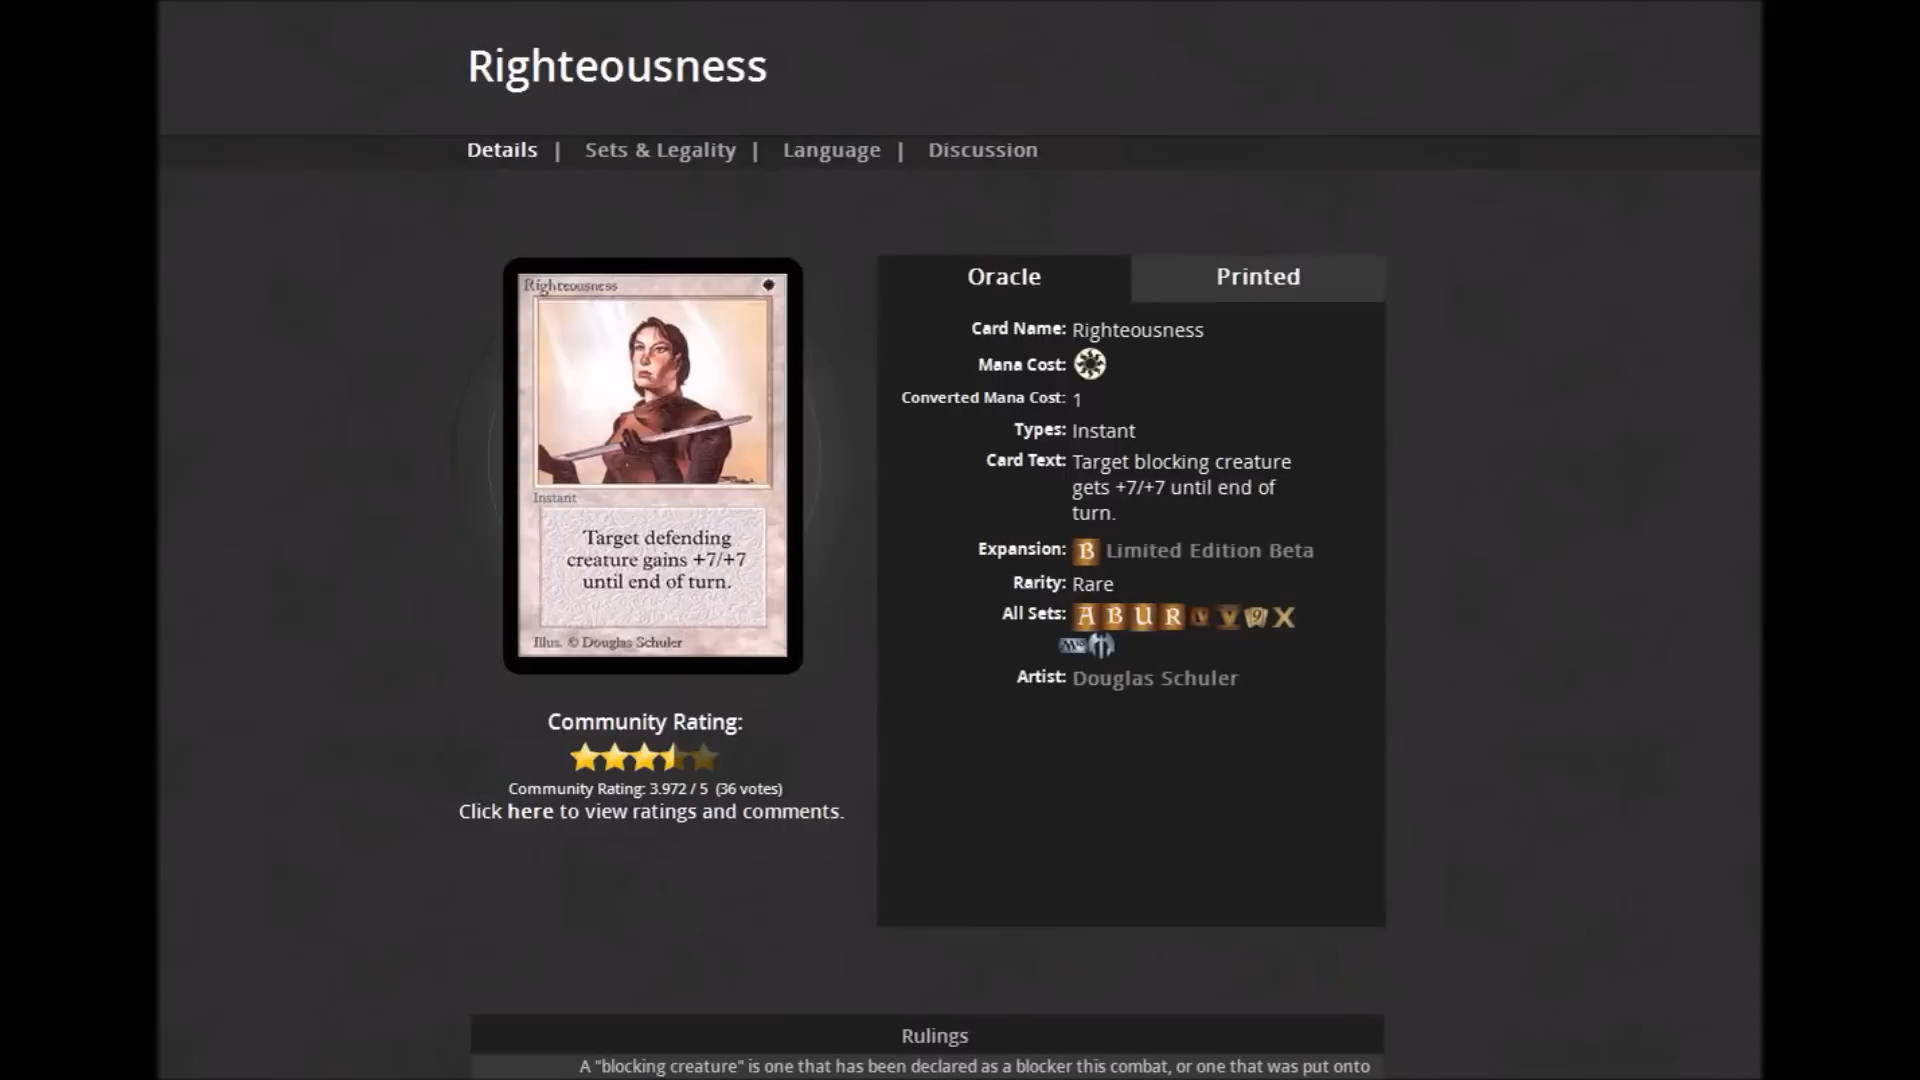 Righteousness
Details | Sets & Legality | Language | Discussion
Righteousness
Instant
Target defending
creature gains +7/+7
until end of turn.
Illus. © Douglas Schuler
Community Rating:
Community Rating: 3.972 / 5 (36 votes)
Click here to view ratings and comments.
Oracle
Printed
Card Name: Righteousness
Mana Cost:
Converted Mana Cost: 1
Types: Instant
Card Text: Target blocking creature
gets +7/+7 until end of
turn.
Expansion: B Limited Edition Beta
Rarity: Rare
All Sets: A B U R V 9 X
Artist: Douglas Schuler
Rulings
A "blocking creature" is one that has been declared as a blocker this combat, or one that was put onto